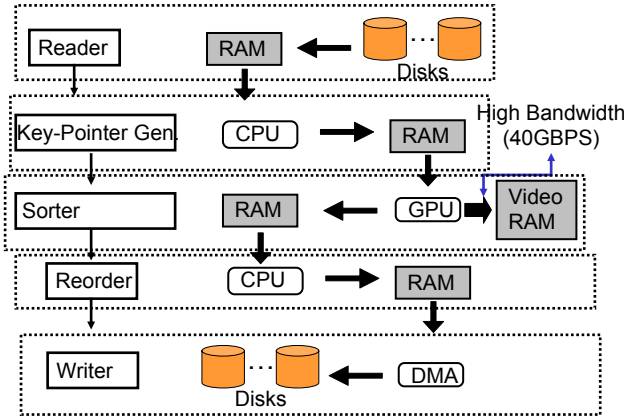 Reader
RAM
...
Disks
High Bandwidth
(40GBPS)
Key-Pointer Gen.
CPU
RAM
Sorter
RAM
GPU
Video
RAM
Reorder
CPU
RAM
Writer
...
Disks
DMA